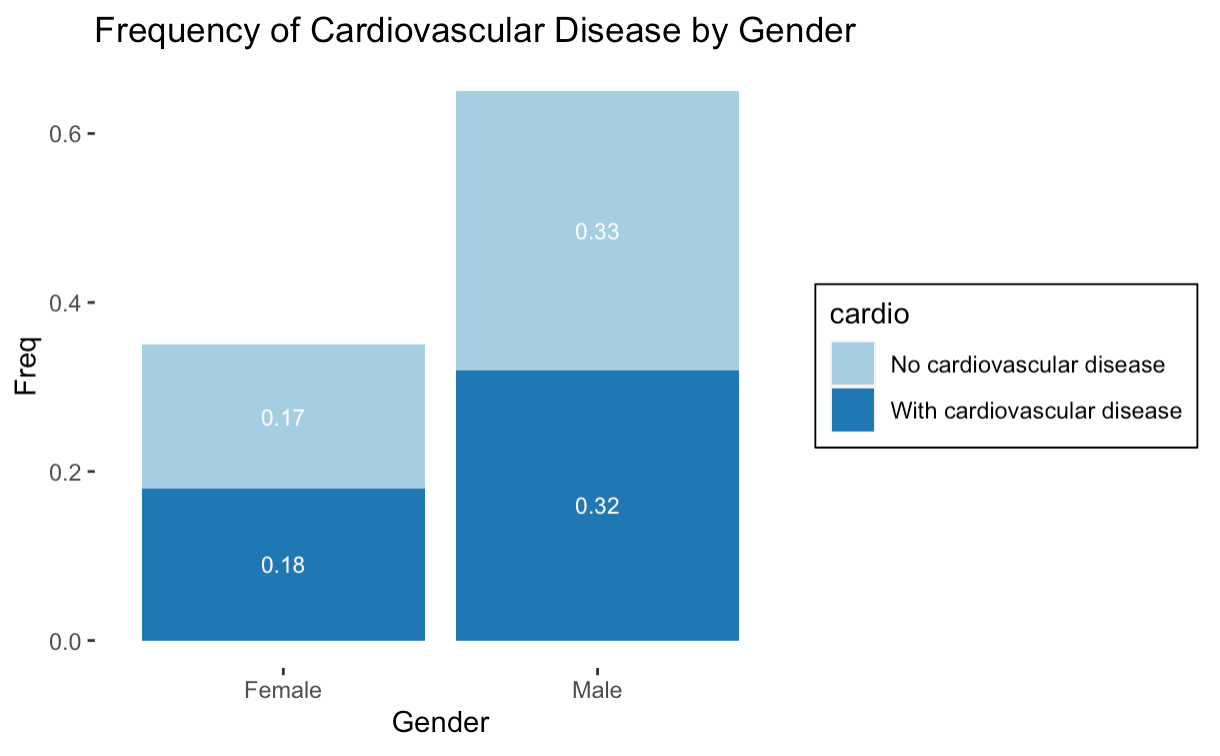 Frequency of Cardiovascular Disease by Gender
0.6
0.4
0.2
0.0
Freq
0.33
0.17
0.32
0.18
Female
Male
Gender
cardio
No cardiovascular disease
With cardiovascular disease